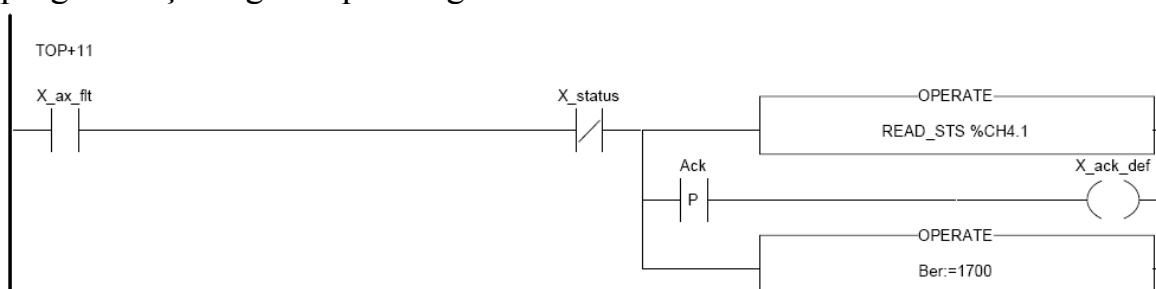 TOP+11
X_ax_flt
X_status
OPERATE
READ_STS %CH4.1
Ack
X_ack_def
P
OPERATE
Ber:=1700